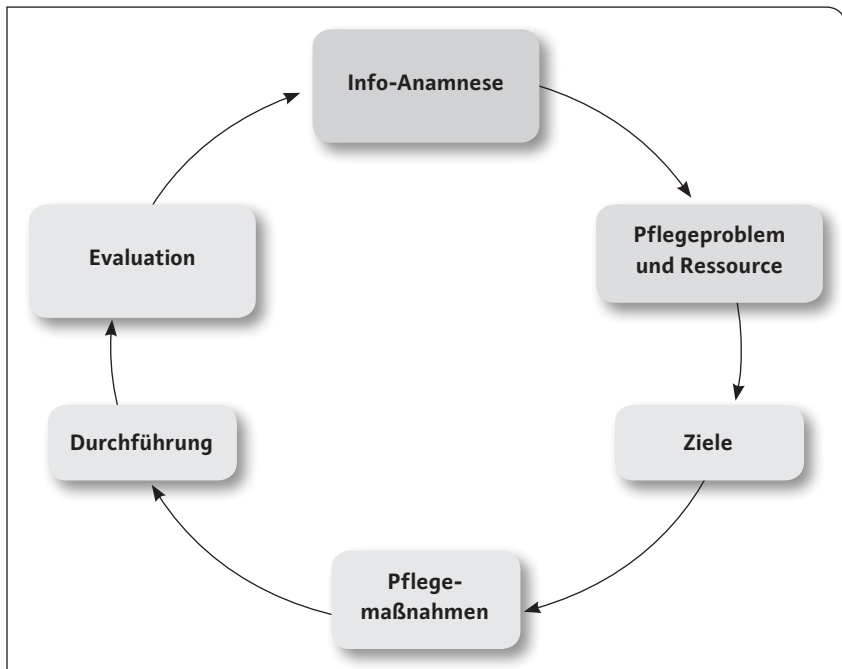 Info-Anamnese
Pflegeproblem
und Ressource
Ziele
Pflege-
maßnahmen
Durchführung
Evaluation